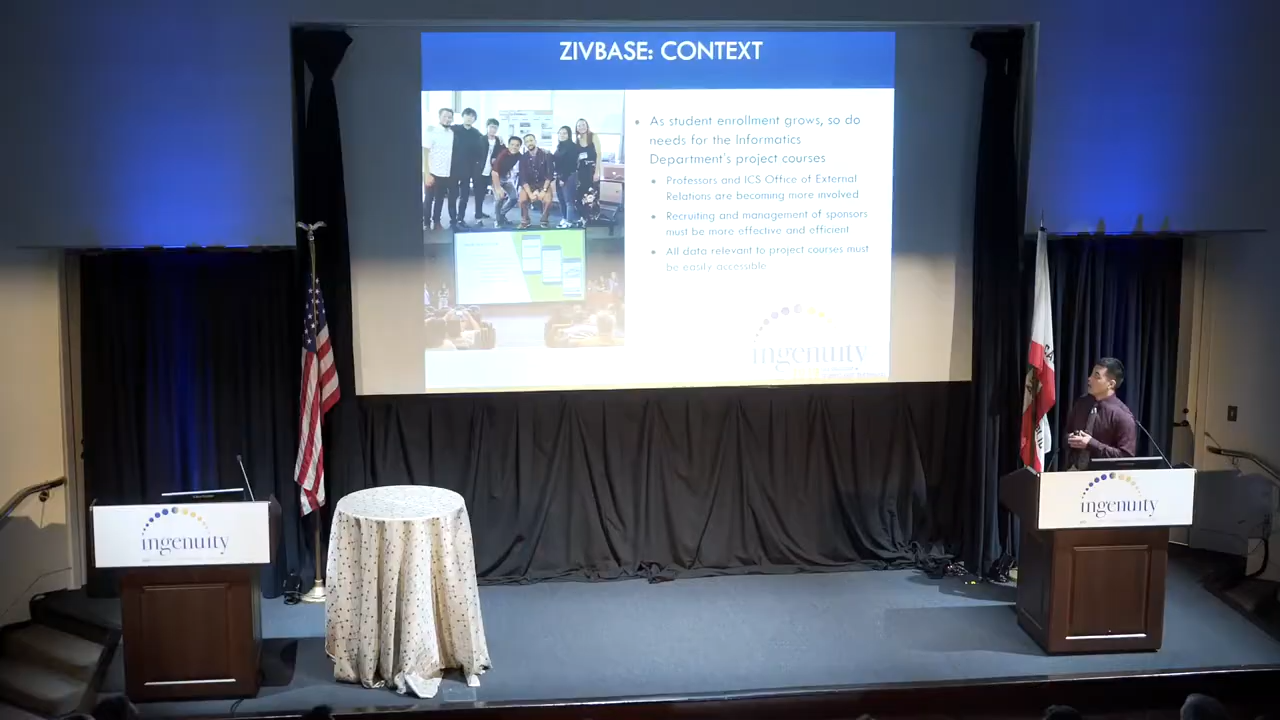 ZIVBASE: CONTEXT
• As student enrollment grows, so do
needs for the Informatics
Department's project courses
• Professors and ICS Office of External
Relations are becoming more involved
• Recruiting and management of sponsors
must be more effective and efficient
• All data relevant to project courses must
be easily accessible
ingenuity
ingenuity
ingenuity